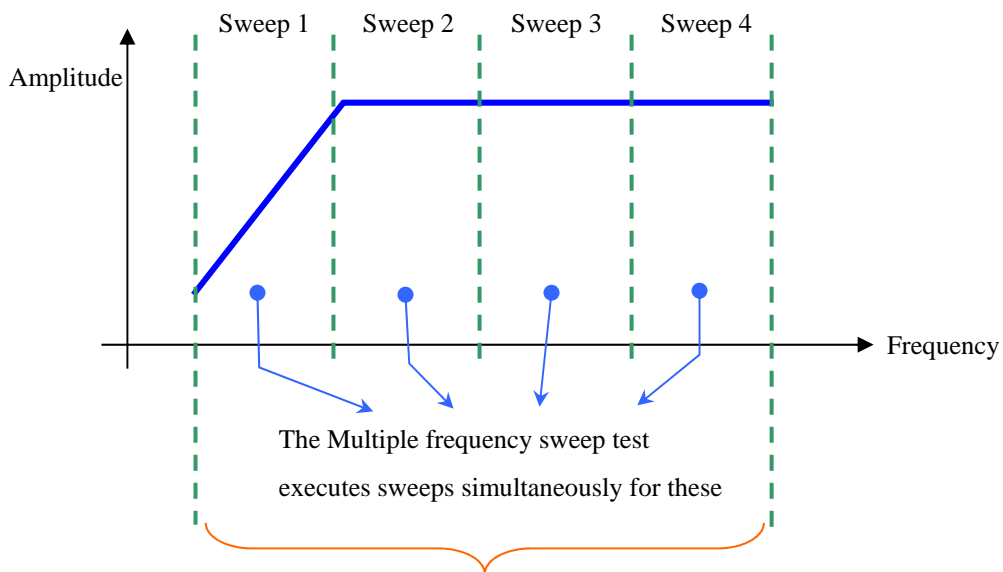 Sweep 1 Sweep 2 Sweep 3 Sweep 4
Amplitude
Frequency
The Multiple frequency sweep test
executes sweeps simultaneously for these